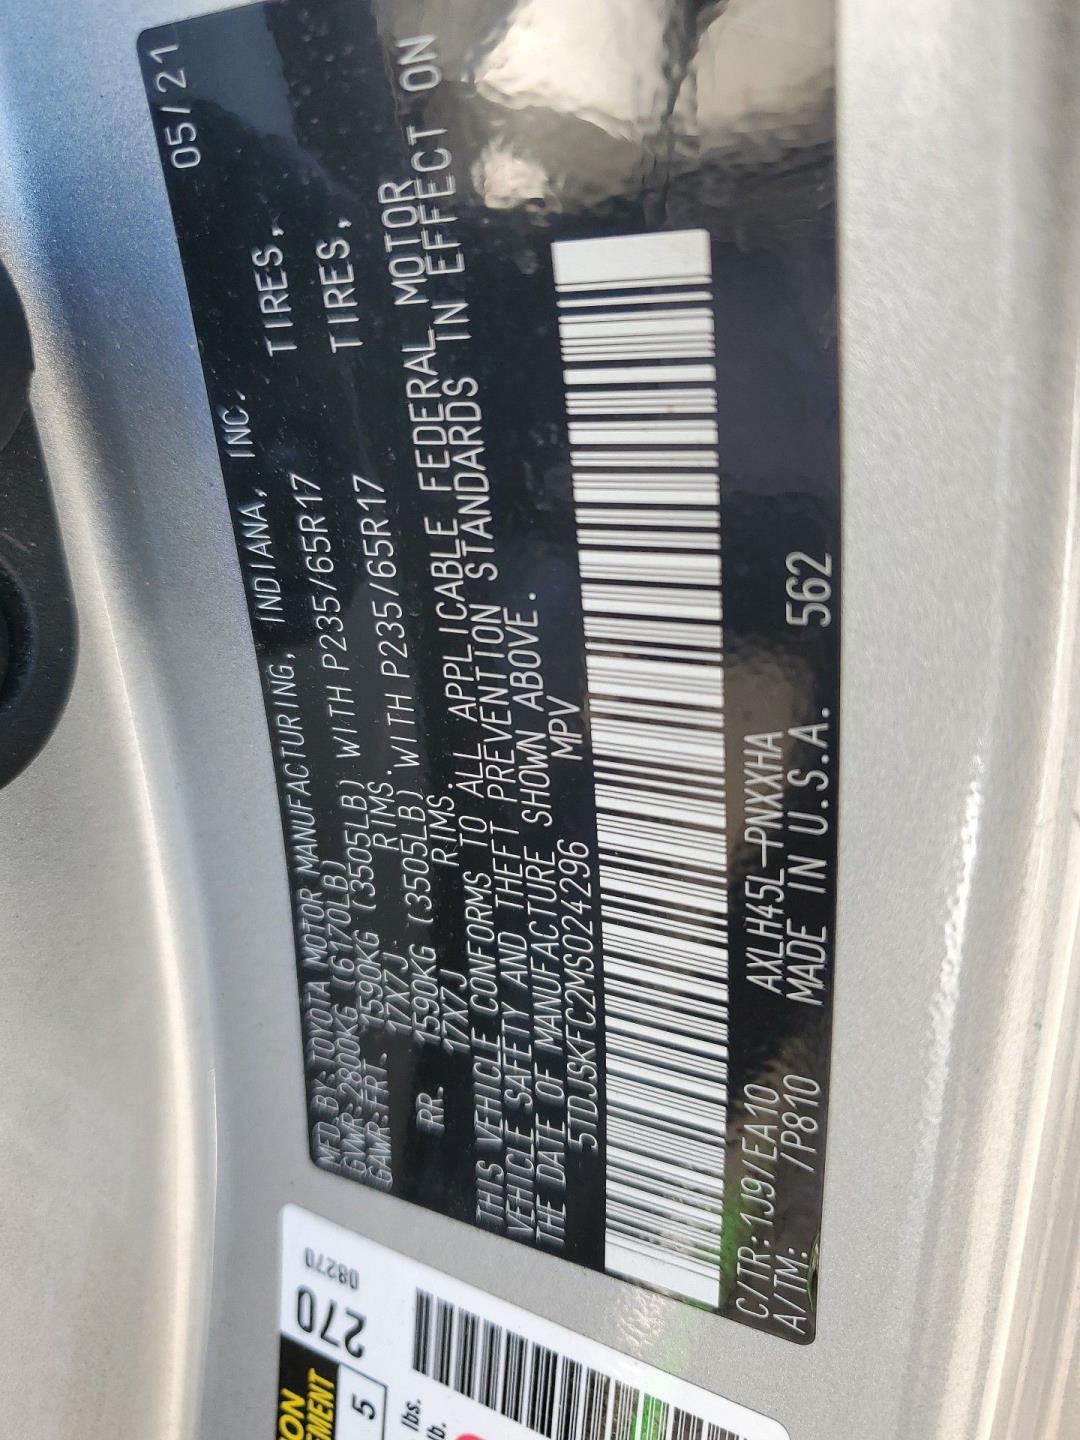 MFD. BY: TOYOTA MOTOR MANUFACTURING, INDIANA, INC. 05/21
GVWR: 2800KG (6170LB)
GAWR: FRT. 1590KG (3505LB) WITH P235/65R17 TIRES,
17X7J RIMS.
RR. 1590KG (3505LB) WITH P235/65R17 TIRES,
17X7J RIMS.
THIS VEHICLE CONFORMS TO ALL APPLICABLE FEDERAL MOTOR
VEHICLE SAFETY AND THEFT PREVENTION STANDARDS IN EFFECT ON
THE DATE OF MANUFACTURE SHOWN ABOVE.
5TDJSKFC2MS024296 MPV
C/TR: 1J9/EA10 AXLH45L-PNXXHA
A/TM: /P810 MADE IN U.S.A. 562
08270
270
5
lbs.